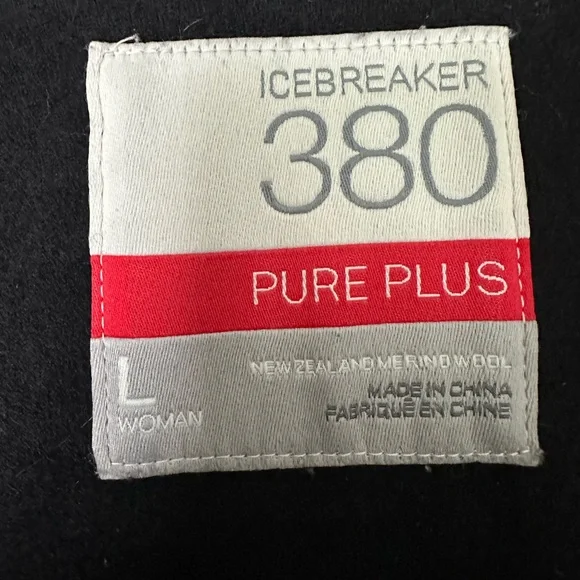 ICEBREAKER
380
PURE PLUS
L
WOMAN
NEW ZEALAND MERINO WOOL
MADE IN CHINA
FABRIQUÉ EN CHINE